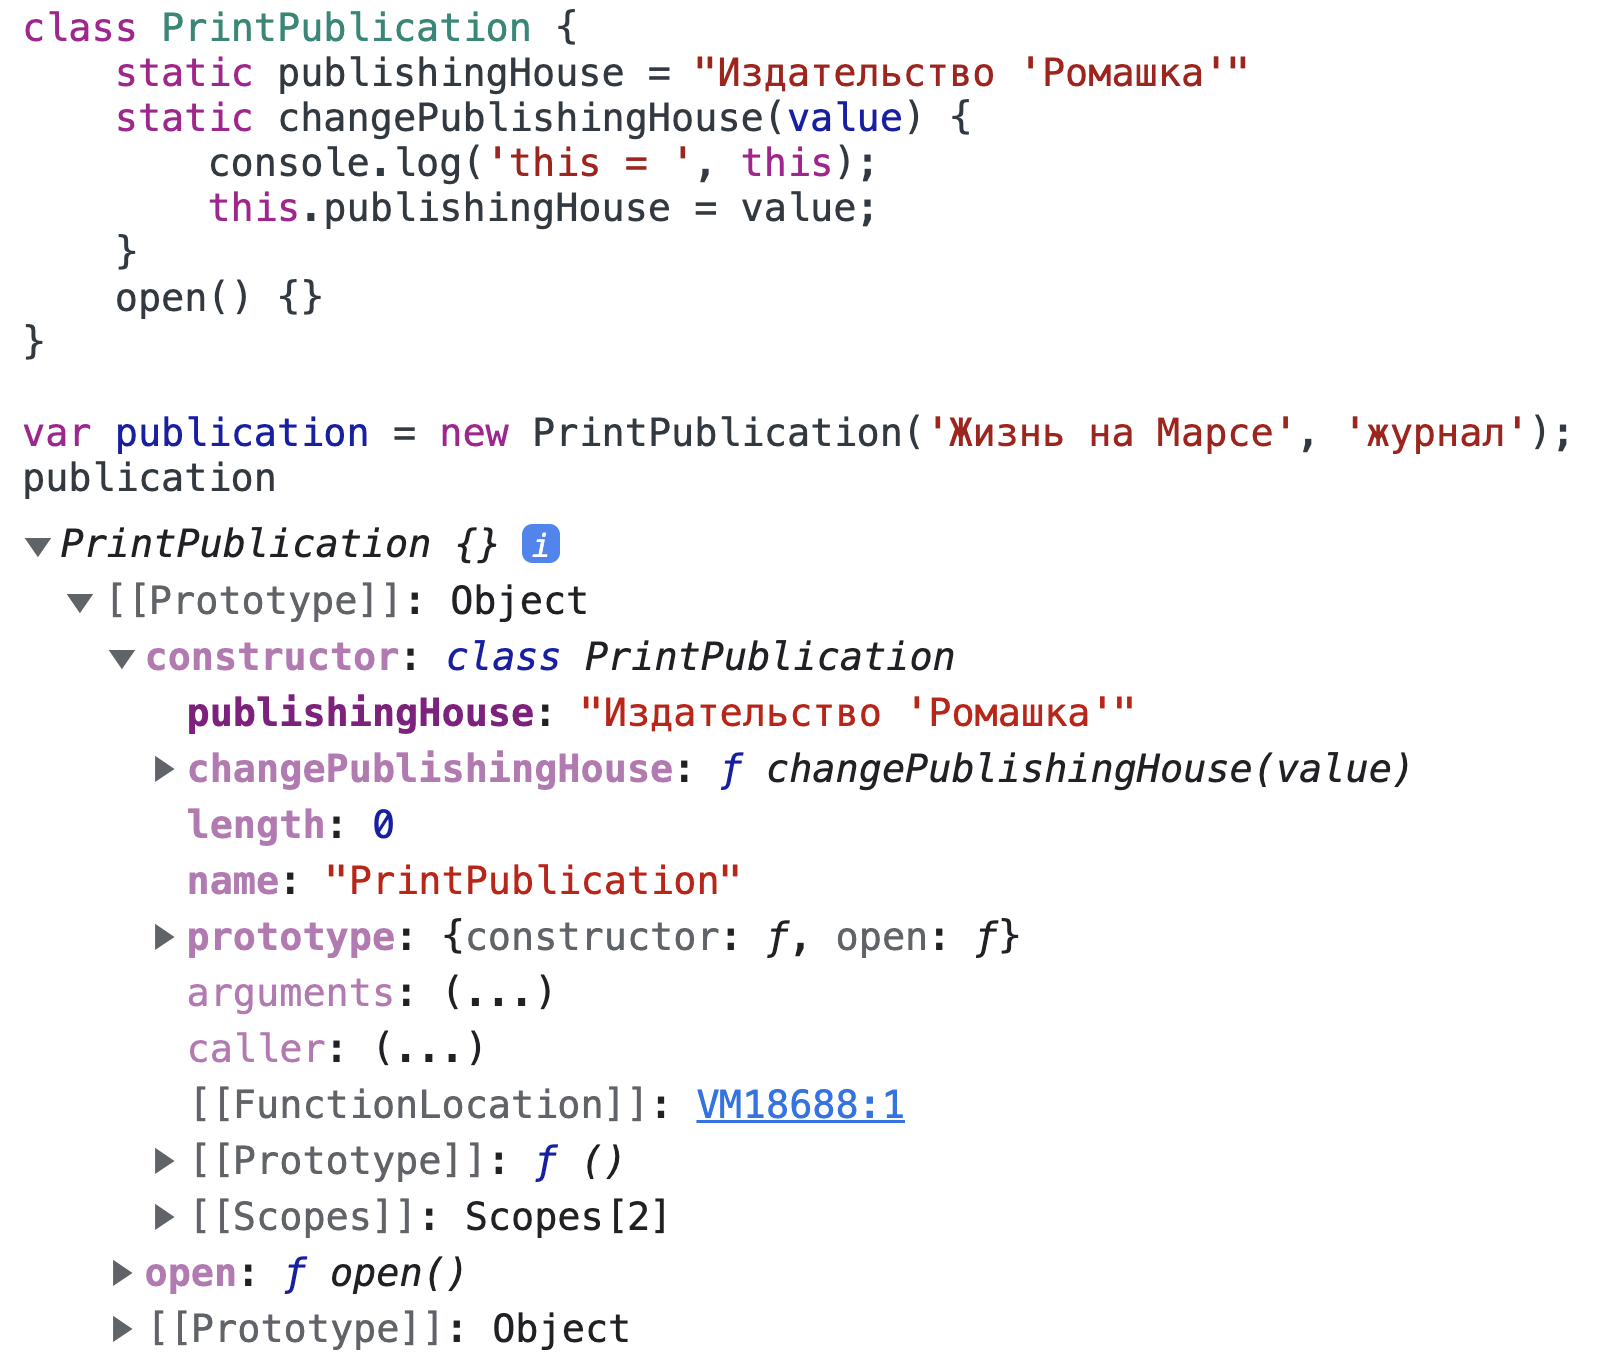 class PrintPublication {
    static publishingHouse = "Издательство 'Ромашка'"
    static changePublishingHouse(value) {
        console.log('this = ', this);
        this.publishingHouse = value;
    }
    open() {}
}
var publication = new PrintPublication('Жизнь на Марсе', 'журнал');
publication
PrintPublication {} i
[[Prototype]]: Object
constructor: class PrintPublication
publishingHouse: "Издательство 'Ромашка'"
changePublishingHouse: ƒ changePublishingHouse(value)
length: 0
name: "PrintPublication"
prototype: {constructor: ƒ, open: ƒ}
arguments: (...)
caller: (...)
[[FunctionLocation]]: VM18688:1
[[Prototype]]: ƒ ()
[[Scopes]]: Scopes[2]
open: ƒ open()
[[Prototype]]: Object